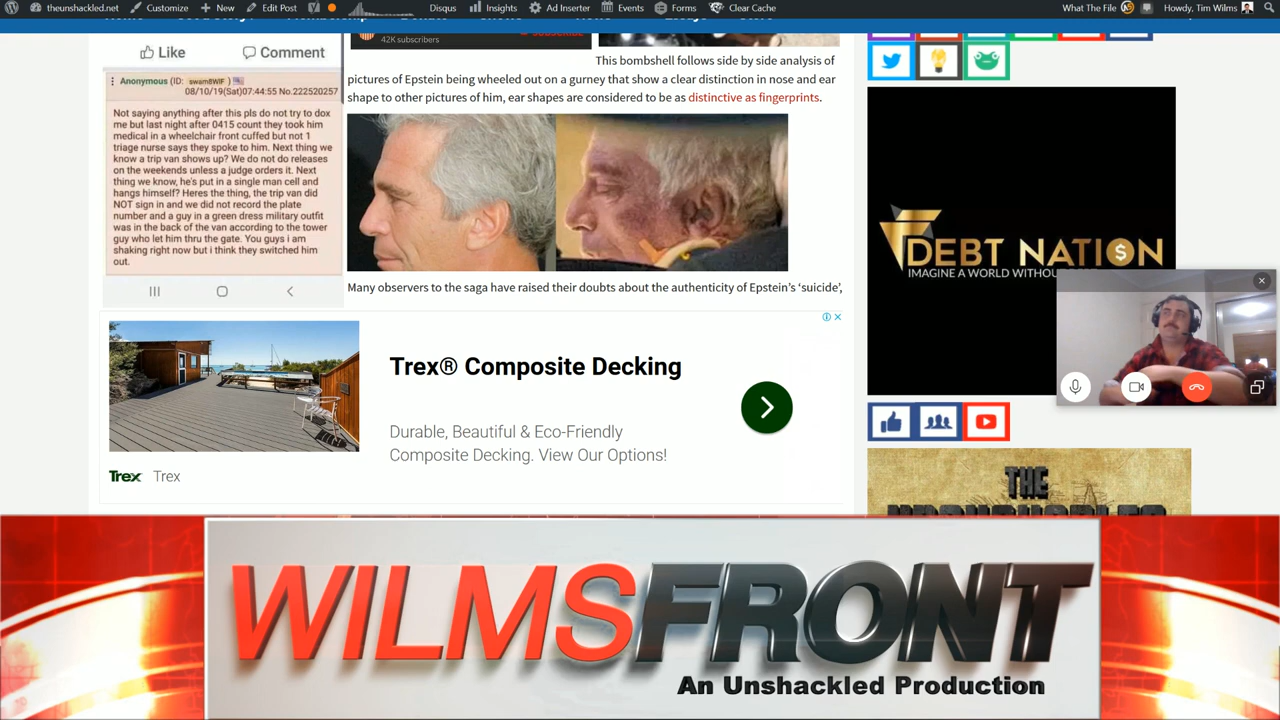 theunshackled.net
Customize
New
Edit Post
Disqus
Insights
Ad Inserter
Events
Forms
Clear Cache
What The File
Howdy, Tim Wilms
Like
Comment
Anonymous (ID: swam8WIF)
08/10/19(Sat)07:44:55 No.222520257
Not saying anything after this pls do not try to dox
me but last night after 0415 count they took him
medical in a wheelchair front cuffed but not 1
triage nurse says they spoke to him. Next thing we
know a trip van shows up? We do not do releases
on the weekends unless a judge orders it. Next
thing we know, he's put in a single man cell and
hangs himself? Heres the thing, the trip van did
NOT sign in and we did not record the plate
number and a guy in a green dress military outfit
was in the back of the van according to the tower
guy who let him thru the gate. You guys i am
shaking right now but i think they switched him
out.
42K subscribers
This bombshell follows side by side analysis of
pictures of Epstein being wheeled out on a gurney that show a clear distinction in nose and ear
shape to other pictures of him, ear shapes are considered to be as distinctive as fingerprints.
Many observers to the saga have raised their doubts about the authenticity of Epstein's 'suicide',
Trex® Composite Decking
Durable, Beautiful & Eco-Friendly
Composite Decking. View Our Options!
Trex
Trex
DEBT NATION
IMAGINE A WORLD WITHOU
THE
WILMSFRONT
An Unshackled Production